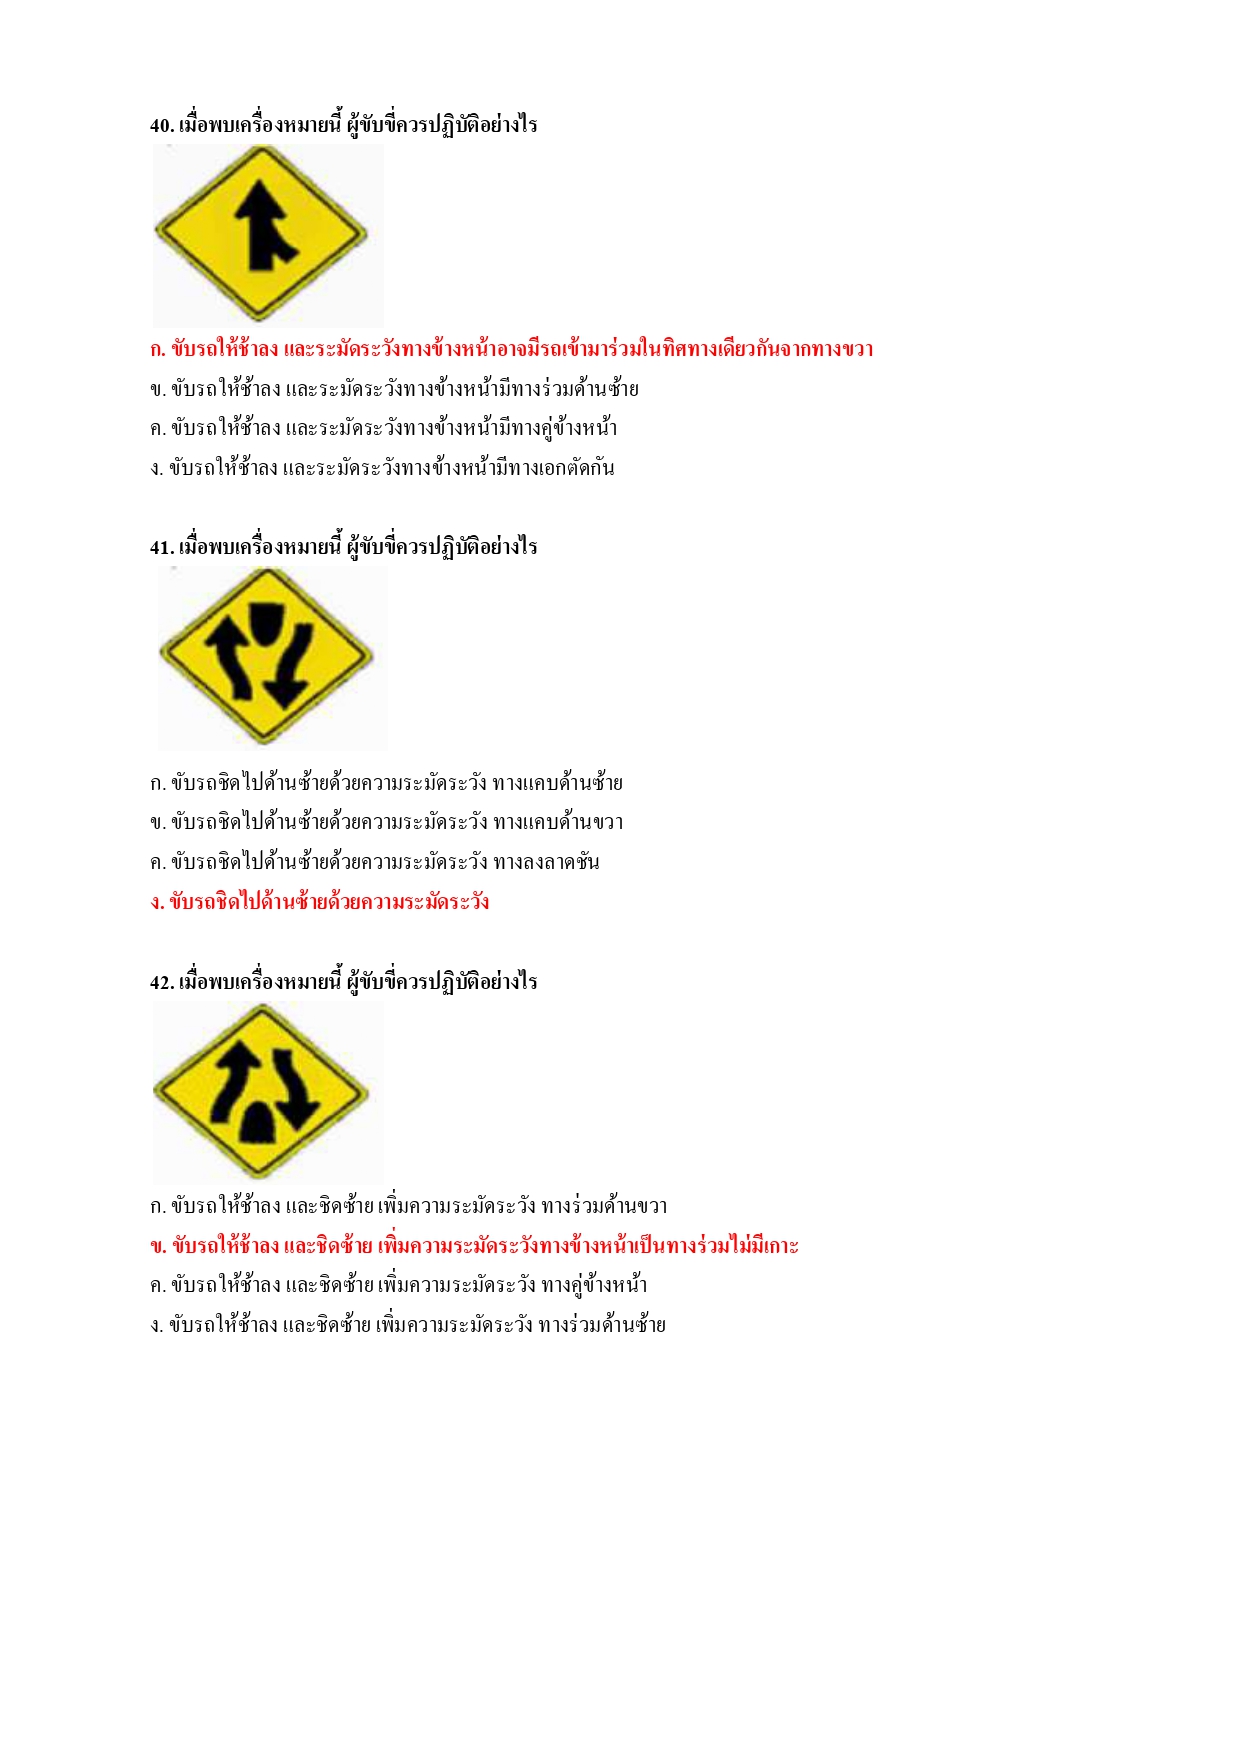 40. เมื่อพบเครื่องหมายนี้ ผู้ขับขี่ควรปฏิบัติอย่างไร
ก. ขับรถให้ช้าลง และระมัดระวังทางข้างหน้าอาจมีรถเข้ามาร่วมในทิศทางเดียวกันจากทางขวา
ข. ขับรถให้ช้าลง และระมัดระวังทางข้างหน้ามีทางร่วมด้านซ้าย
ค. ขับรถให้ช้าลง และระมัดระวังทางข้างหน้ามีทางคู่ข้างหน้า
ง. ขับรถให้ช้าลง และระมัดระวังทางข้างหน้ามีทางเอกตัดกัน
41. เมื่อพบเครื่องหมายนี้ ผู้ขับขี่ควรปฏิบัติอย่างไร
ก. ขับรถชิดไปด้านซ้ายด้วยความระมัดระวัง ทางแคบด้านซ้าย
ข. ขับรถชิดไปด้านซ้ายด้วยความระมัดระวัง ทางแคบด้านขวา
ค. ขับรถชิดไปด้านซ้ายด้วยความระมัดระวัง ทางลงลาดชัน
ง. ขับรถชิดไปด้านซ้ายด้วยความระมัดระวัง
42. เมื่อพบเครื่องหมายนี้ ผู้ขับขี่ควรปฏิบัติอย่างไร
ก. ขับรถให้ช้าลง และชิดซ้าย เพิ่มความระมัดระวัง ทางร่วมด้านขวา
ข. ขับรถให้ช้าลง และชิดซ้าย เพิ่มความระมัดระวังทางข้างหน้าเป็นทางร่วมไม่มีเกาะ
ค. ขับรถให้ช้าลง และชิดซ้าย เพิ่มความระมัดระวัง ทางคู่ข้างหน้า
ง. ขับรถให้ช้าลง และชิดซ้าย เพิ่มความระมัดระวัง ทางร่วมด้านซ้าย